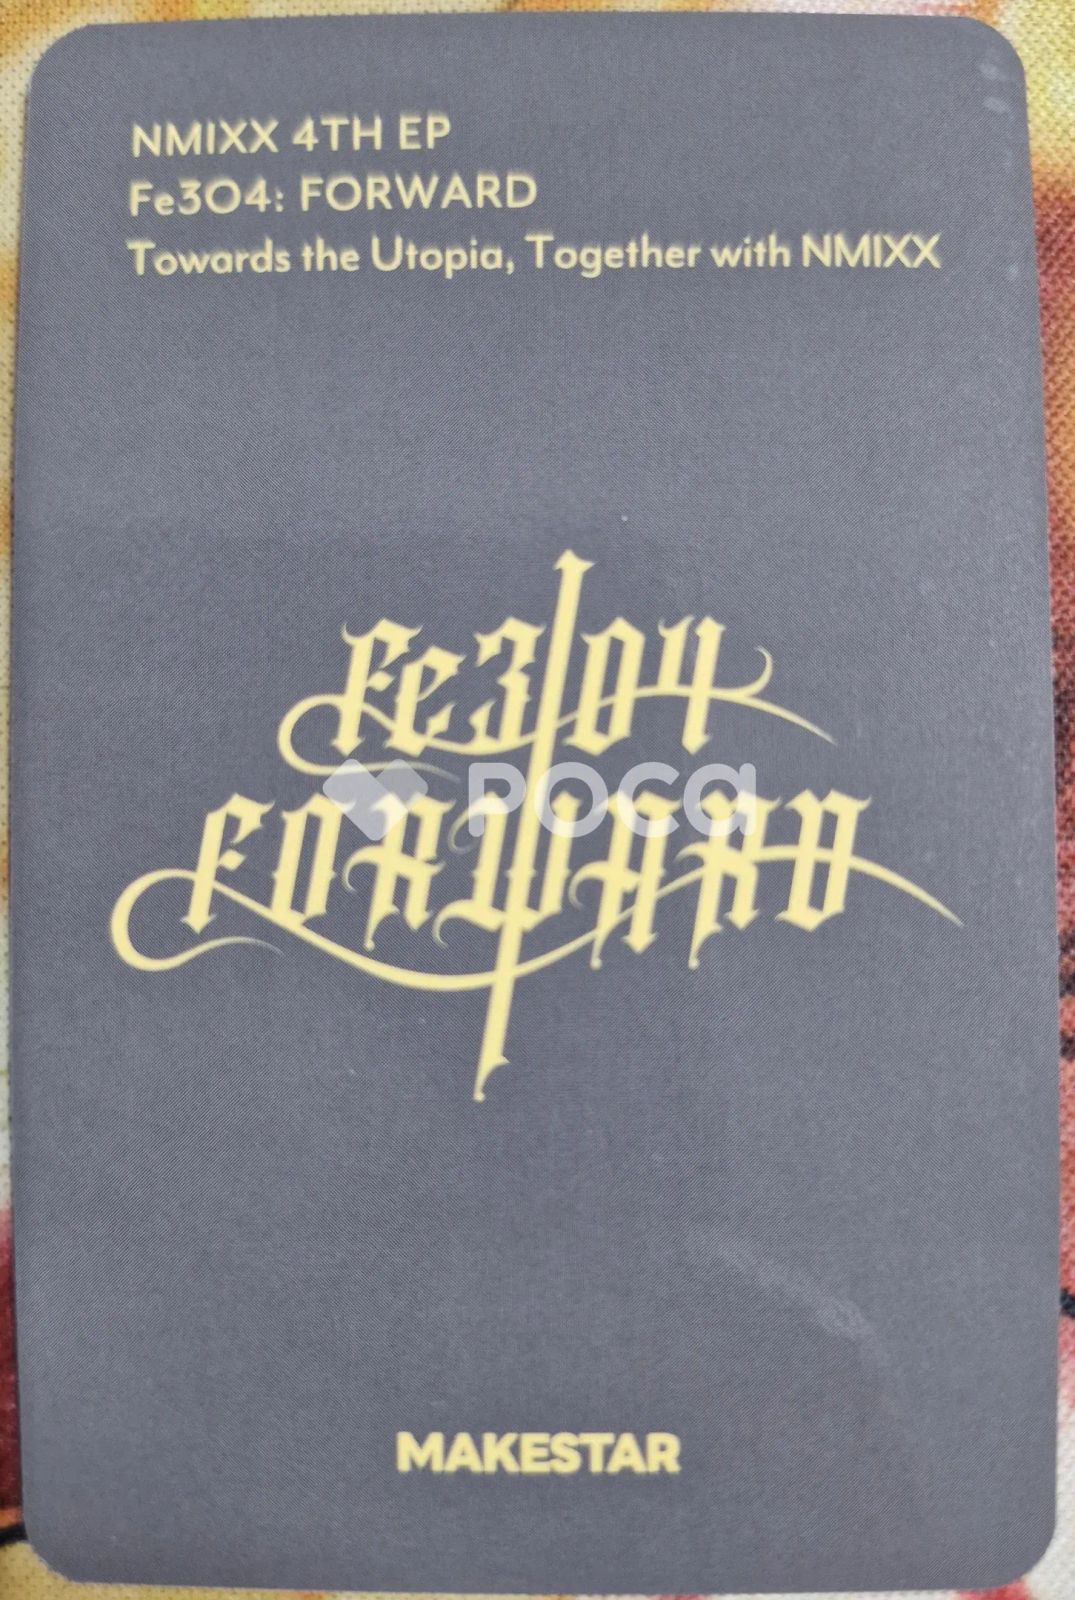 NMIXX 4TH EP
Fe3O4: FORWARD
Towards the Utopia, Together with NMIXX
Fe3O4
FORWARD
POCA
MAKESTAR